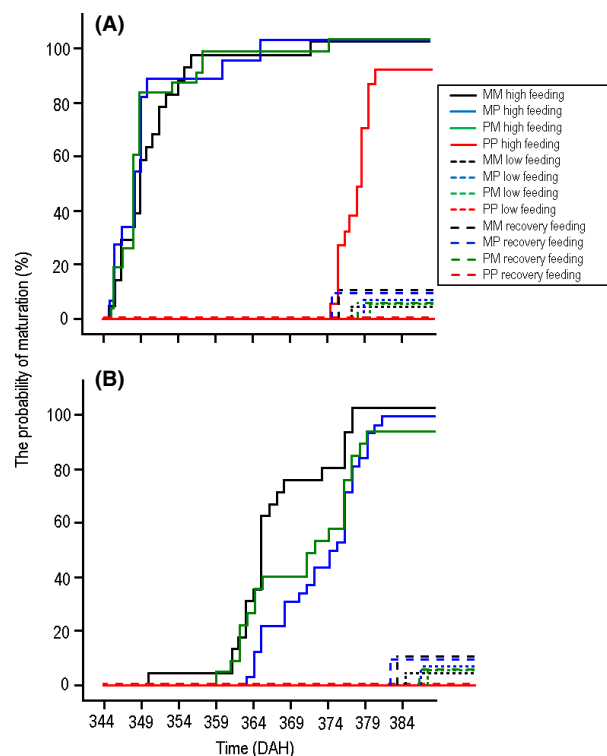 (A)
100
80
60
40
20
0
MM high feeding
MP high feeding
PM high feeding
PP high feeding
MM low feeding
MP low feeding
PM low feeding
PP low feeding
MM recovery feeding
MP recovery feeding
PM recovery feeding
PP recovery feeding
The probability of maturation (%)
(B)
100
80
60
40
20
0
344 349 354 359 364 369 374 379 384
Time (DAH)